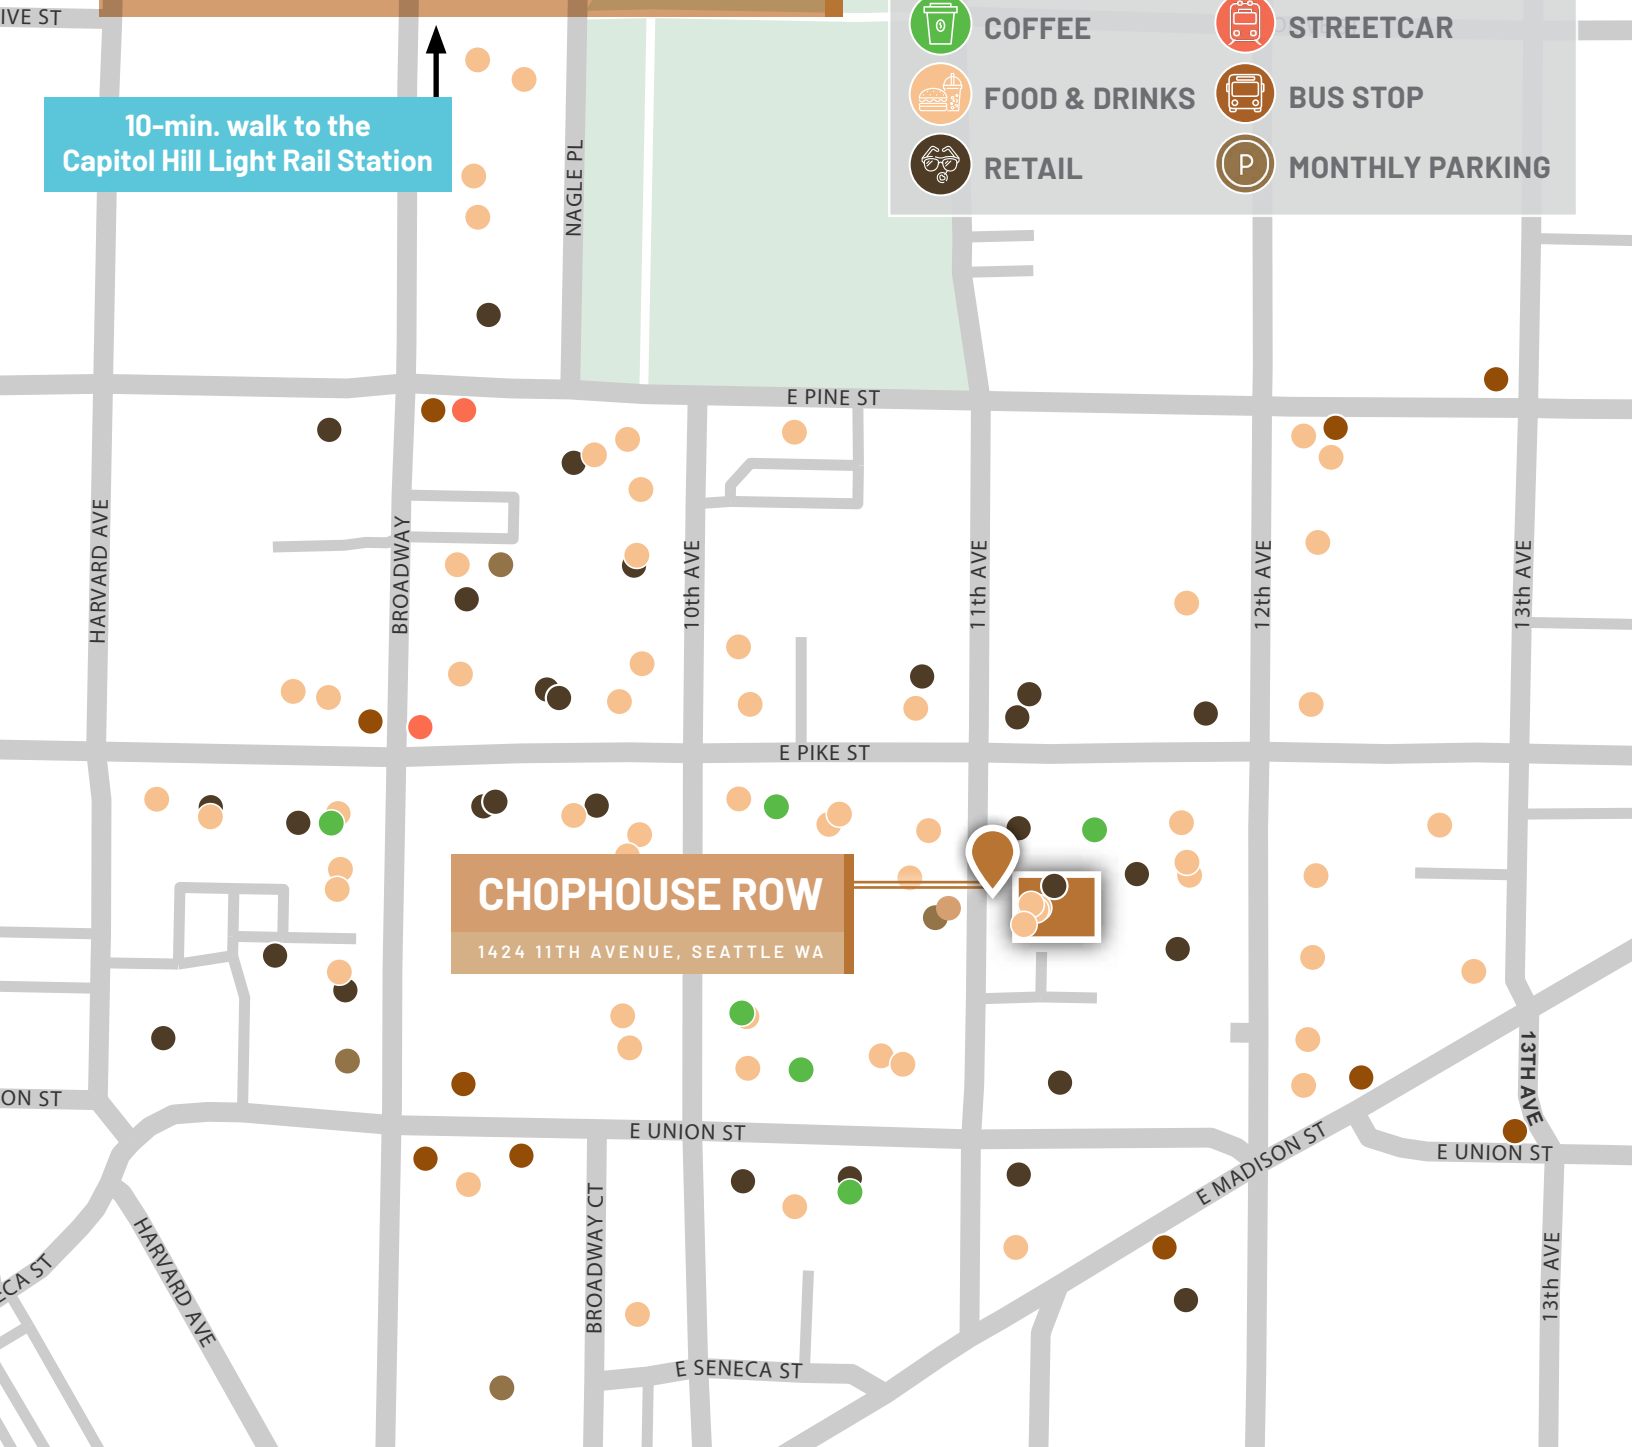 IVE ST
COFFEE
STREETCAR
10-min. walk to the
Capitol Hill Light Rail Station
FOOD & DRINKS
BUS STOP
RETAIL
P
MONTHLY PARKING
NAGLE PL
E PINE ST
HARVARD AVE
BROADWAY
10th AVE
11th AVE
12th AVE
13th AVE
E PIKE ST
CHOPHOUSE ROW
1424 11TH AVENUE, SEATTLE WA
ON ST
13TH AVE
E UNION ST
E MADISON ST
E UNION ST
HARVARD AVE
BROADWAY CT
13th AVE
CA ST
E SENECA ST